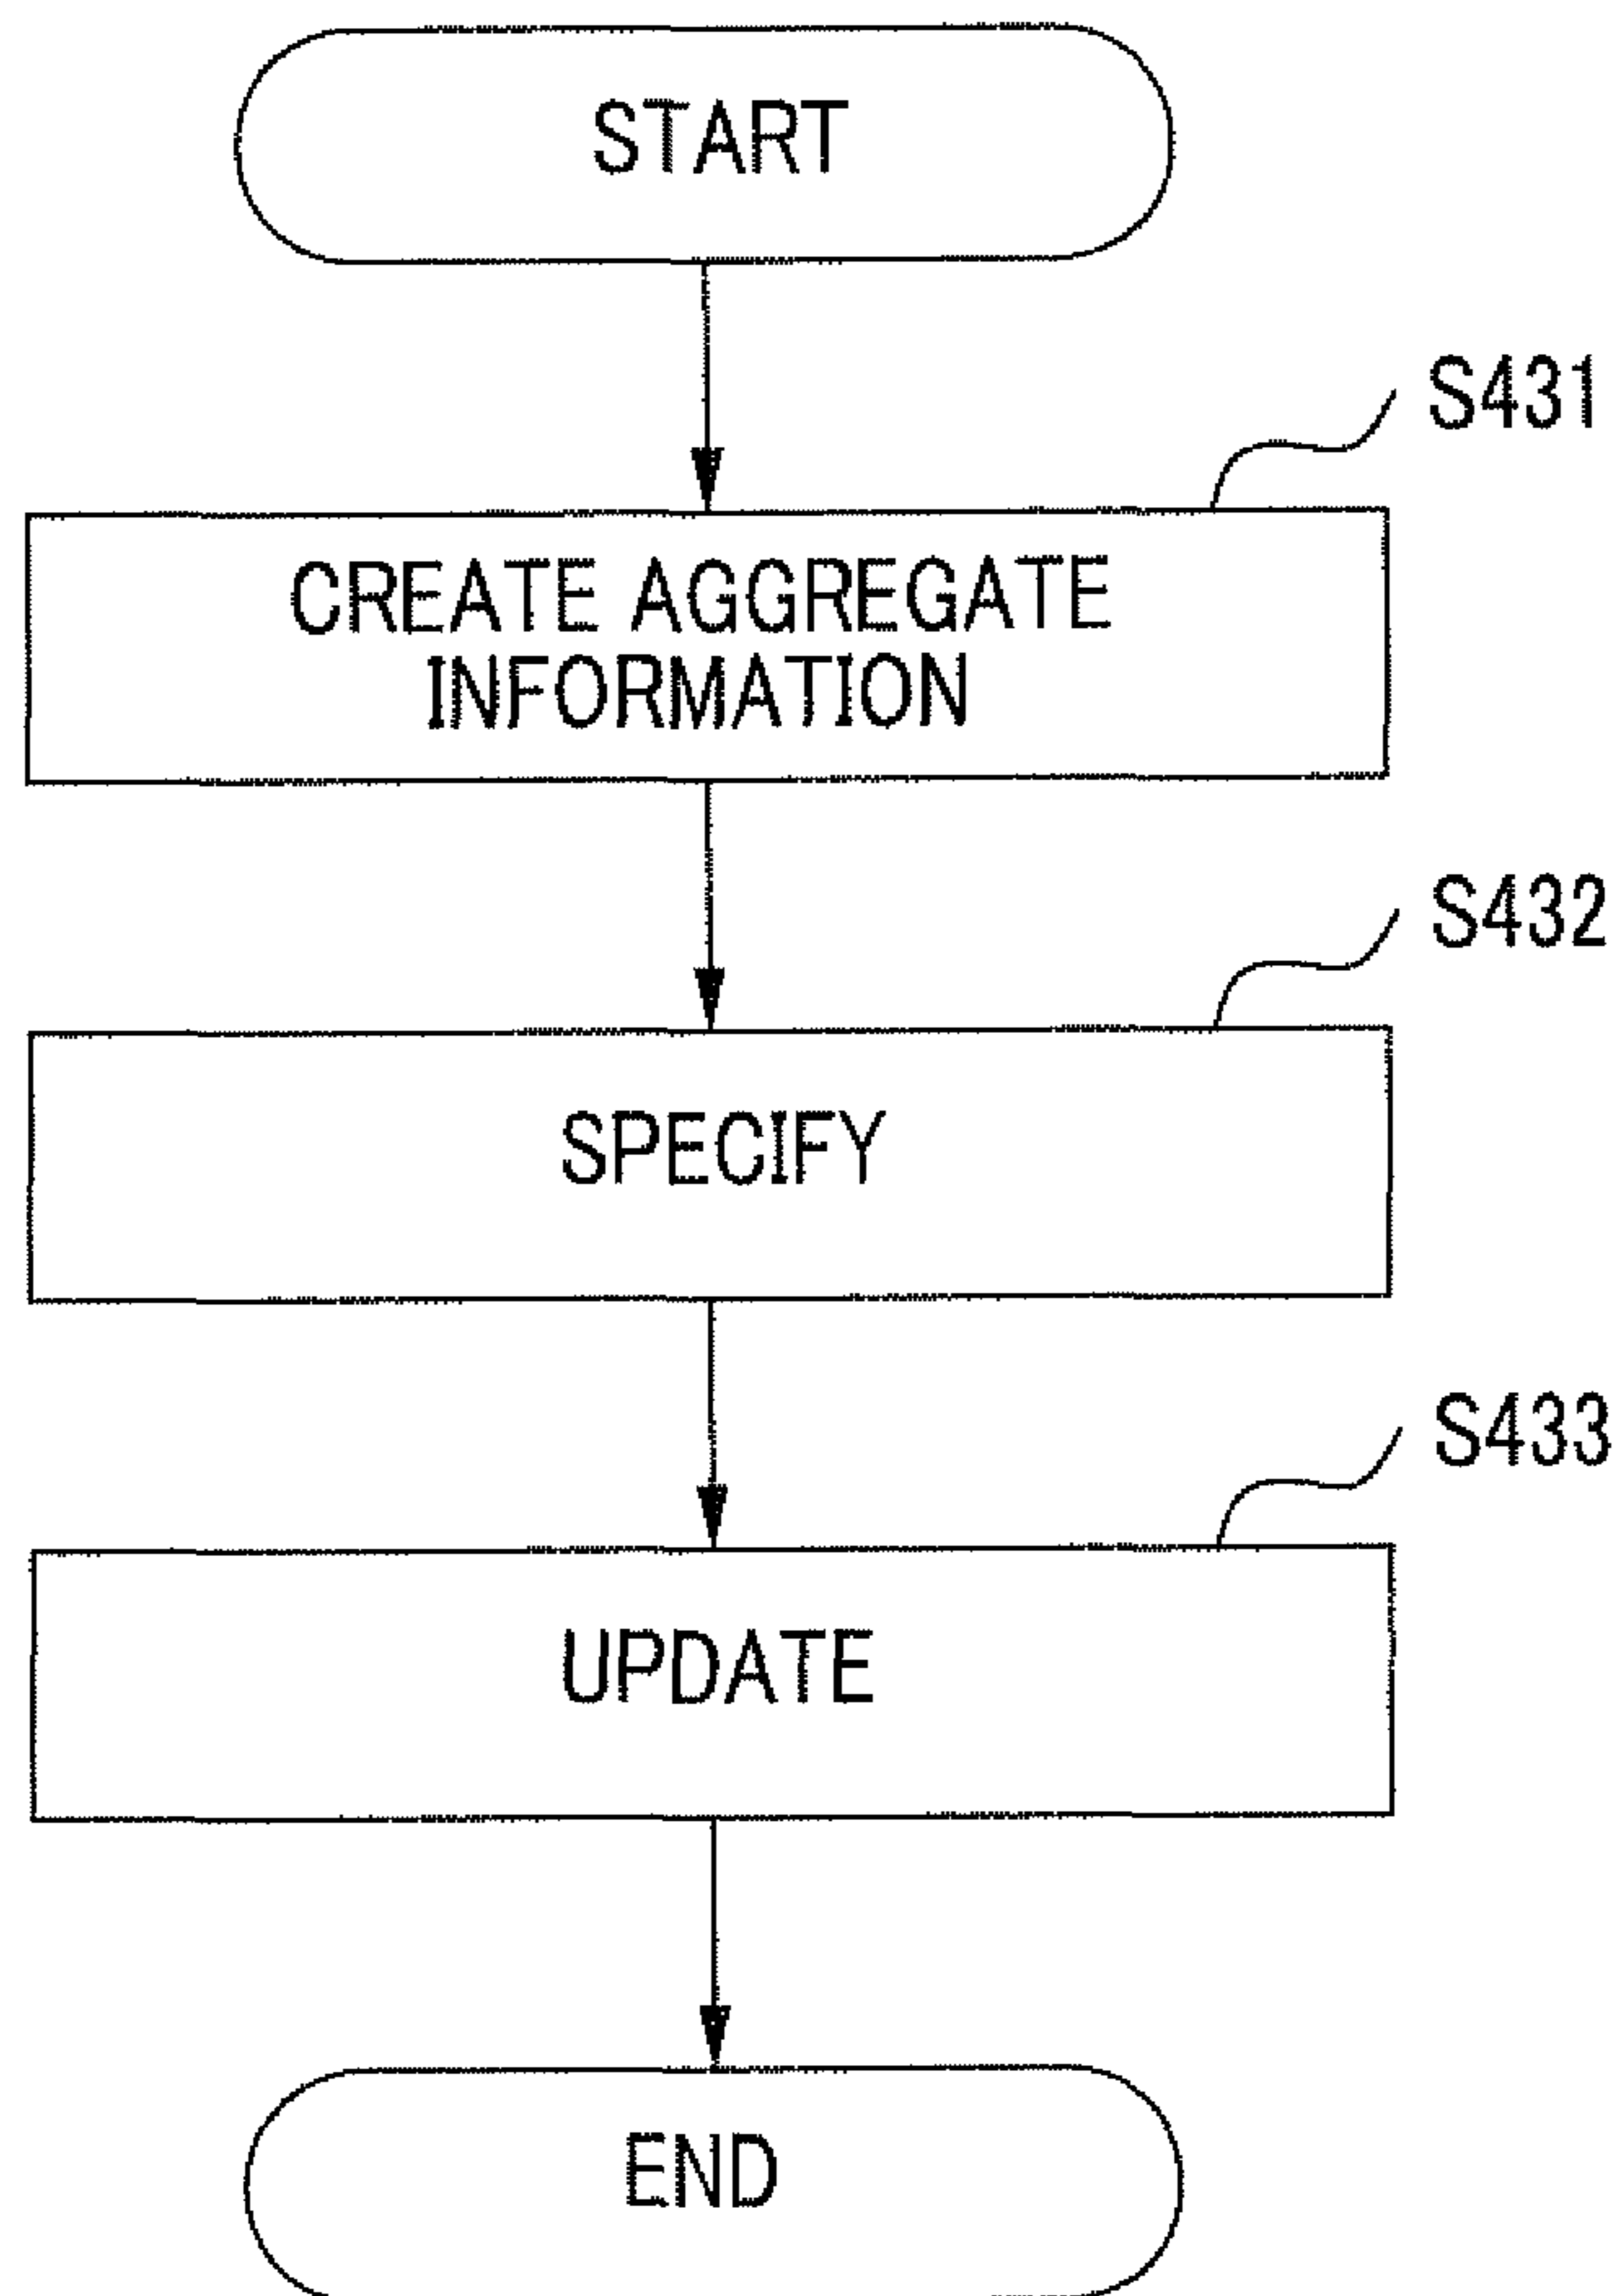 START
S431
CREATE AGGREGATE
INFORMATION
S432
SPECIFY
S433
UPDATE
END